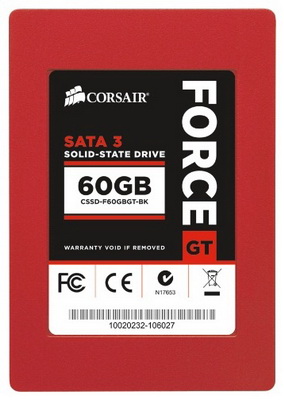 CORSAIR
SATA 3
SOLID-STATE DRIVE
60GB
CSSD-F60GBGT-BK
WARRANTY VOID IF REMOVED
FORCE
GT
FC CE
N17653
10020232-106027